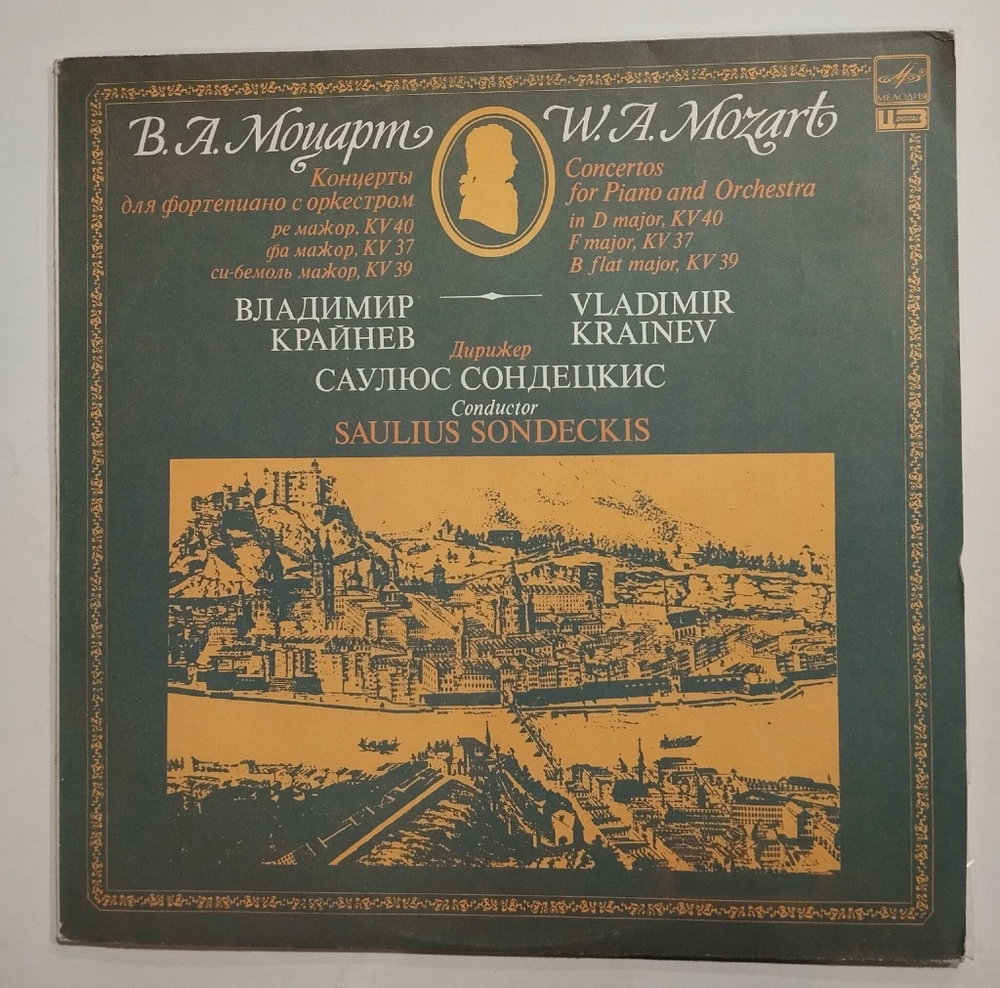 МЕЛОДИЯ
Ц DIGITAL З
В. А. Моцарт
Концерты
для фортепиано с оркестром
ре мажор, KV 40
фа мажор, KV 37
си-бемоль мажор, KV 39
W. A. Mozart
Concertos
for Piano and Orchestra
in D major, KV 40
F major, KV 37
B flat major, KV 39
ВЛАДИМИР
КРАЙНЕВ
VLADIMIR
KRAINEV
Дирижер
САУЛЮС СОНДЕЦКИС
Conductor
SAULIUS SONDECKIS